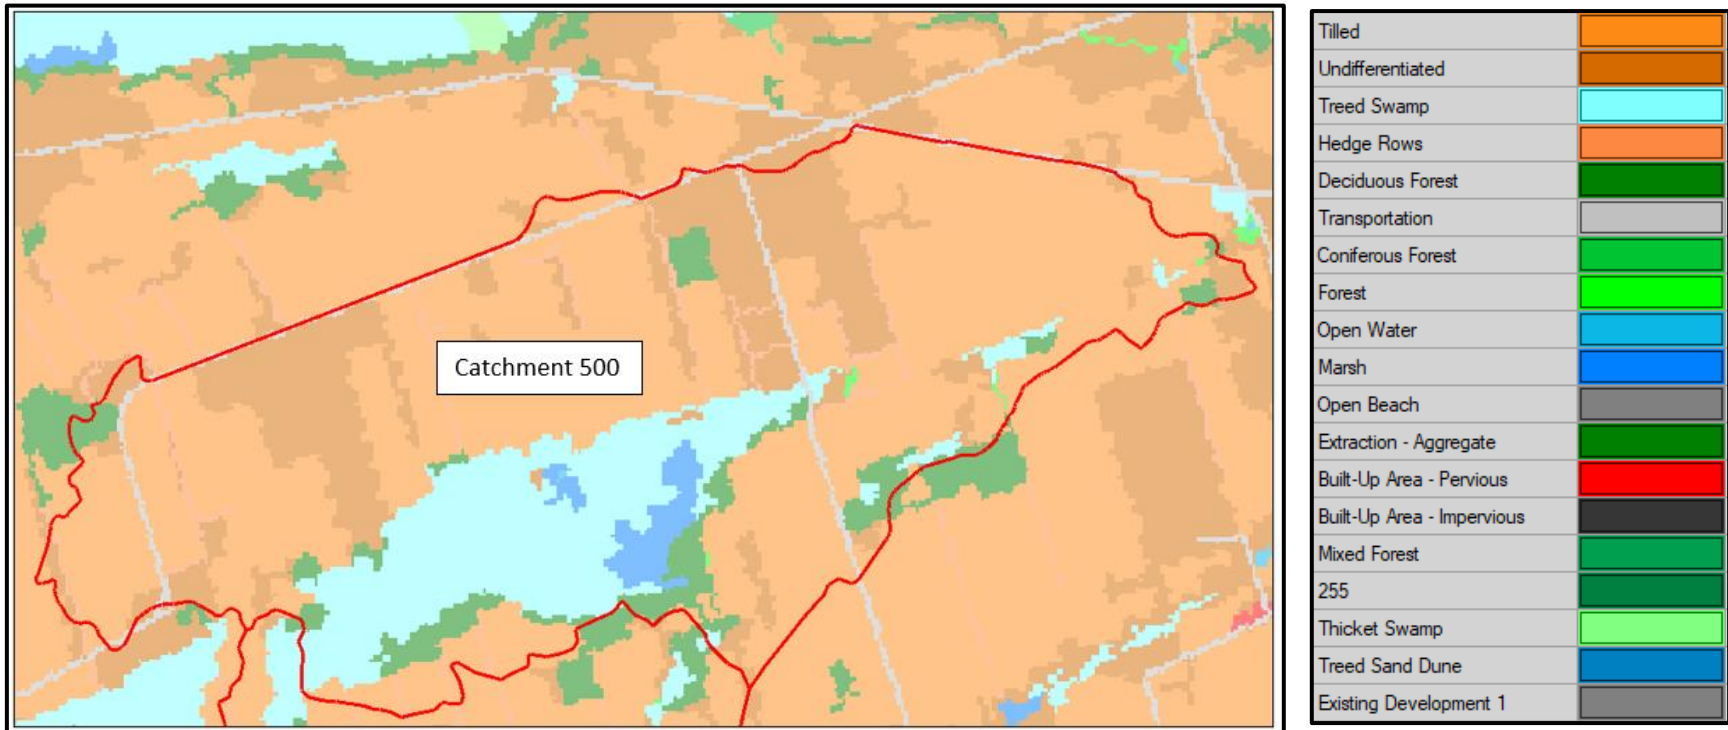 Catchment 500
Tilled
Undifferentiated
Treed Swamp
Hedge Rows
Deciduous Forest
Transportation
Coniferous Forest
Forest
Open Water
Marsh
Open Beach
Extraction - Aggregate
Built-Up Area - Pervious
Built-Up Area - Impervious
Mixed Forest
255
Thicket Swamp
Treed Sand Dune
Existing Development 1